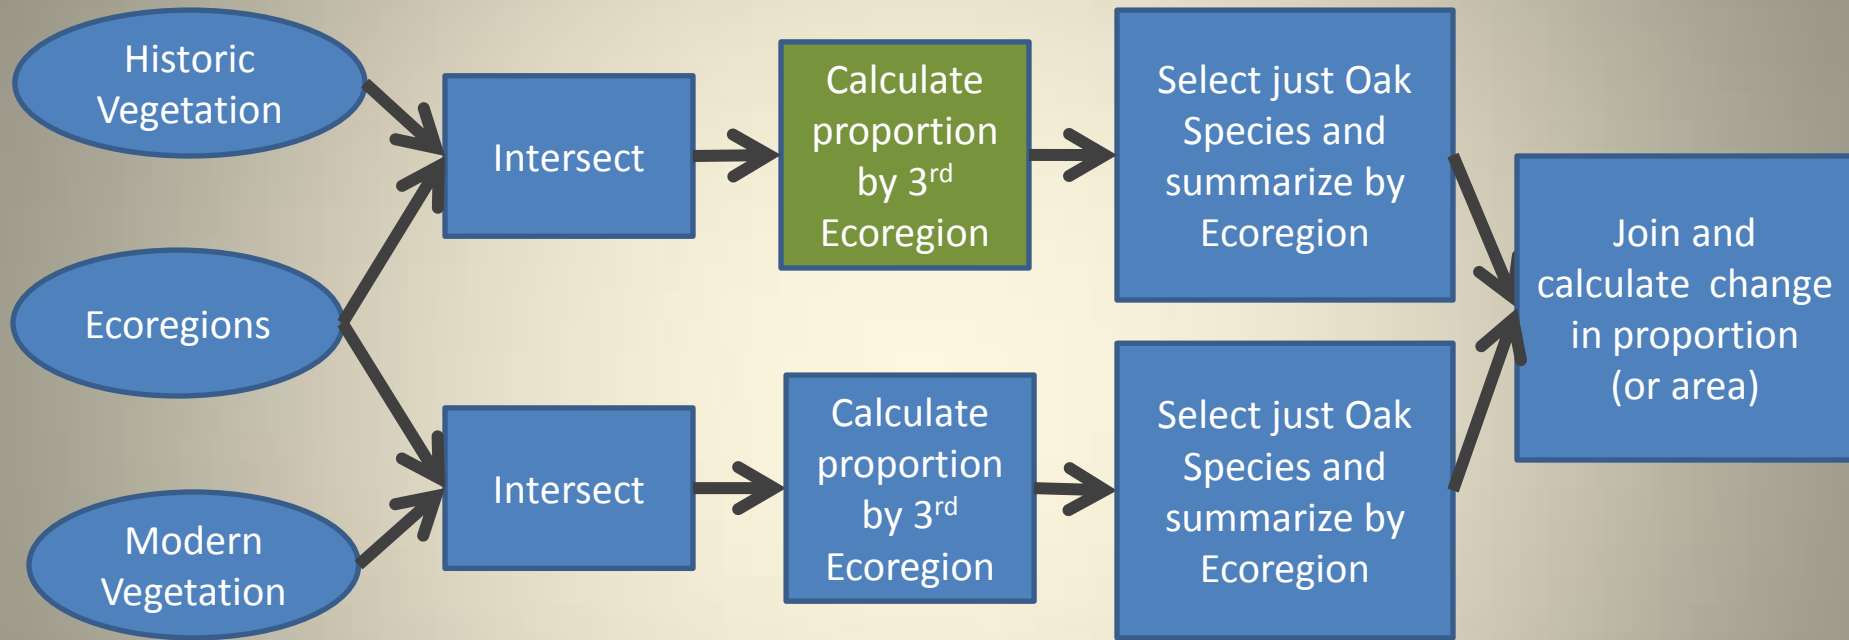 Historic
Vegetation
Ecoregions
Modern
Vegetation
Intersect
Intersect
Calculate
proportion
by 3rd
Ecoregion
Calculate
proportion
by 3rd
Ecoregion
Select just Oak
Species and
summarize by
Ecoregion
Select just Oak
Species and
summarize by
Ecoregion
Join and
calculate change
in proportion
(or area)